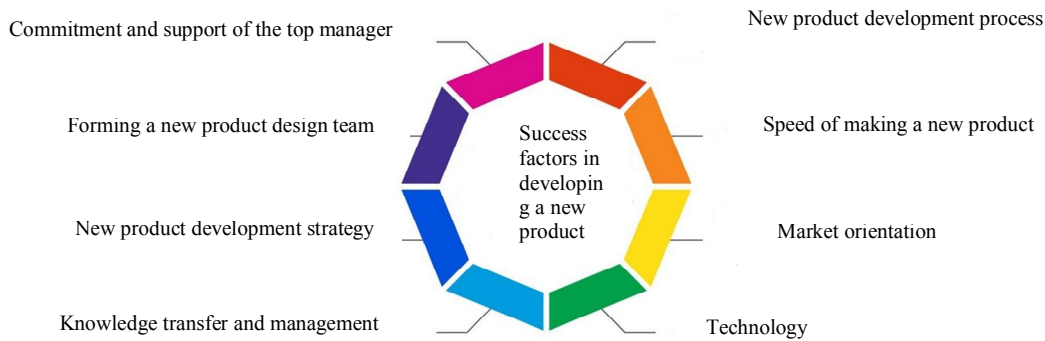 Commitment and support of the top manager
New product development process
Forming a new product design team
Speed of making a new product
Success
factors in
developin
g a new
product
New product development strategy
Market orientation
Knowledge transfer and management
Technology